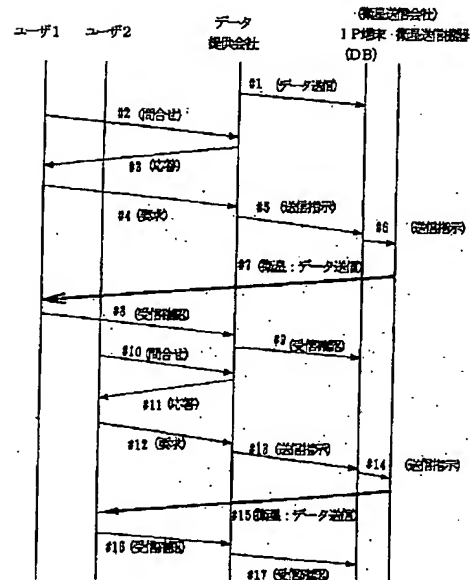 (衛星送信会社)
ユーザ1 ユーザ2 データ IP端末・衛星送信機器
提供会社 (DB)
#1 (データ送信)
#2 (問合せ)
#3 (応答)
#4 (要求) #5 (送信指示)
#6 (送信指示)
#7 (衛星:データ送信)
#8 (受信確認)
#9 (受信確認)
#10 (問合せ)
#11 (応答)
#12 (要求) #13 (送信指示)
#14 (送信指示)
#15 (衛星:データ送信)
#16 (受信確認)
#17 (受信確認)